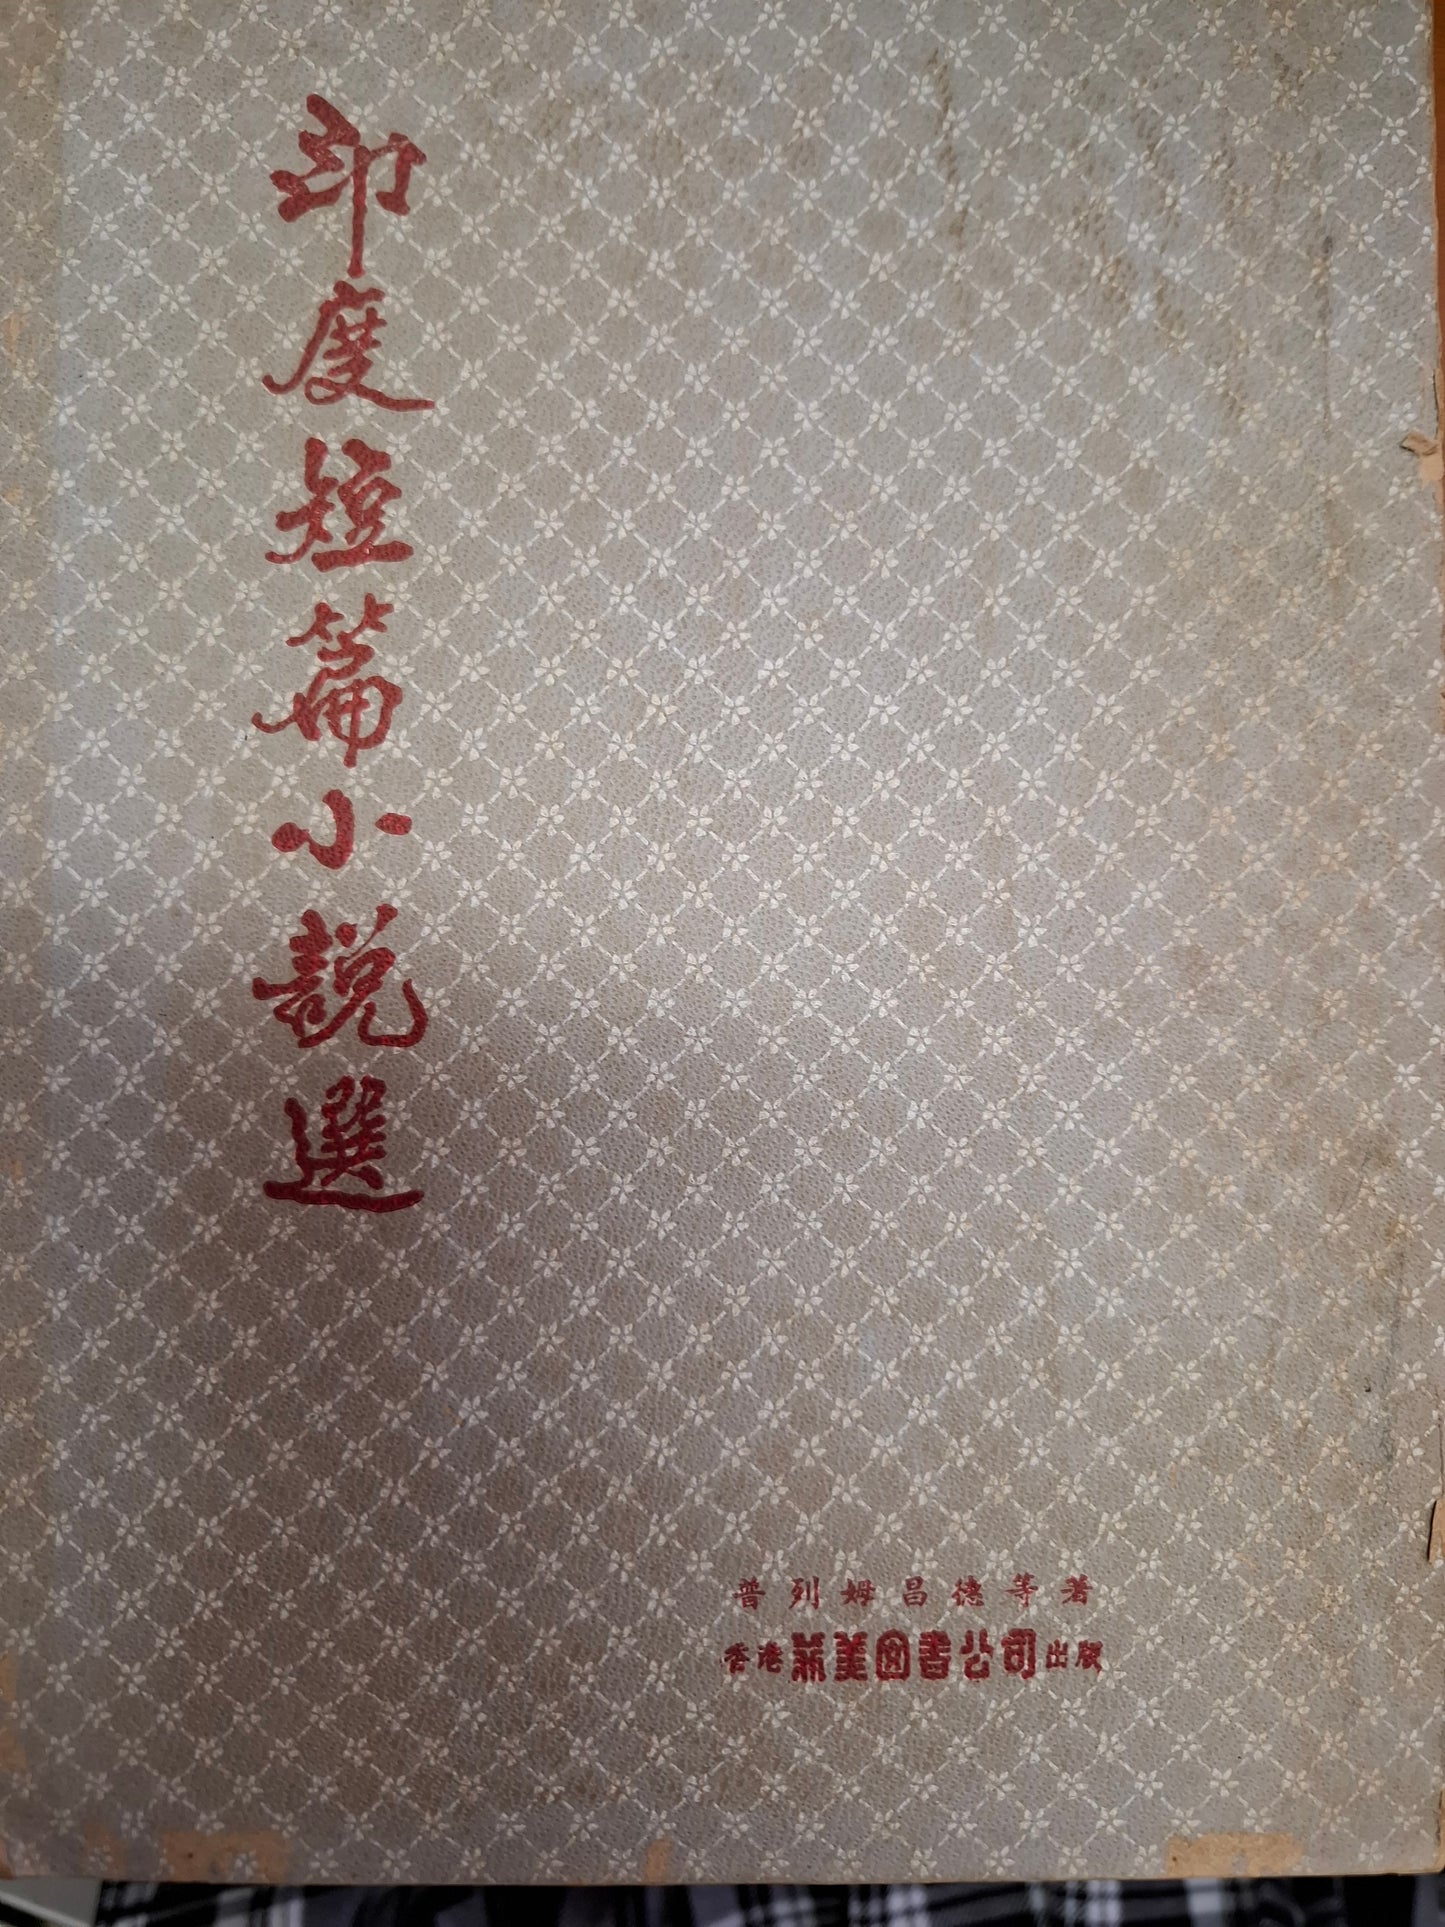 印度短篇小說選
普列姆昌德等著
香港萊美圖書公司出版